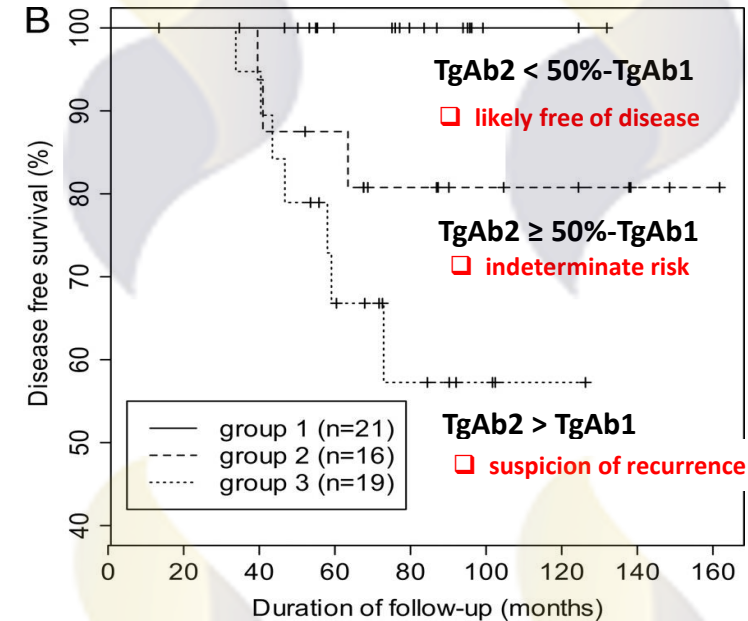 B
TgAb2 < 50%-TgAb1
❑ likely free of disease
TgAb2 ≥ 50%-TgAb1
❑ indeterminate risk
TgAb2 > TgAb1
❑ suspicion of recurrence
group 1 (n=21)
group 2 (n=16)
group 3 (n=19)
Disease free survival (%)
100
90
80
70
60
50
40
0 20 40 60 80 100 120 140 160
Duration of follow-up (months)